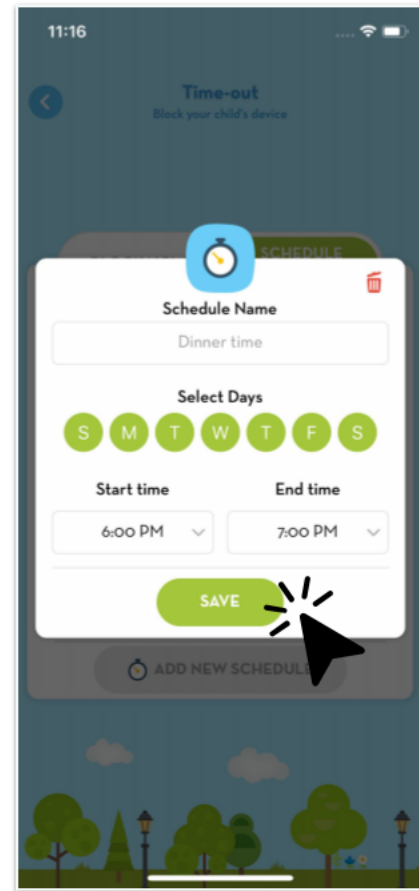 11:16
Time-out
Block your child's device
SCHEDULE
Schedule Name
Dinner time
Select Days
S M T W T F S
Start time End time
6:00 PM 7:00 PM
SAVE
ADD NEW SCHEDULE